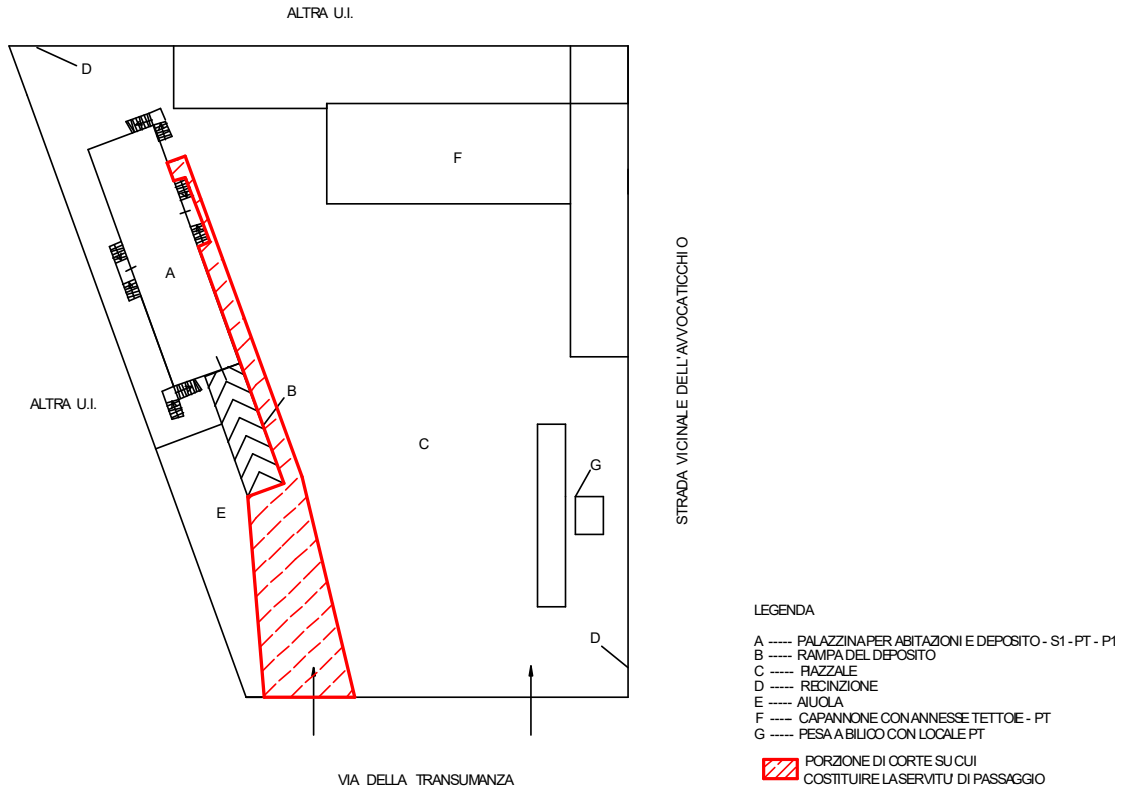 ALTRA U.I.
D
F
A
STRADA VICINALE DELL'AVVOCATICCHIO
B
ALTRA U.I.
C
G
E
D
LEGENDA
A ----- PALAZZINA PER ABITAZIONI E DEPOSITO - S1 - PT - P1
B ----- RAMPA DEL DEPOSITO
C ----- PIAZZALE
D ----- RECINZIONE
E ----- AIUOLA
F ----- CAPANNONE CON ANNESSE TETTOIE - PT
G ----- PESA A BILICO CON LOCALE PT
PORZIONE DI CORTE SU CUI
COSTITUIRE LA SERVITU' DI PASSAGGIO
VIA DELLA TRANSUMANZA